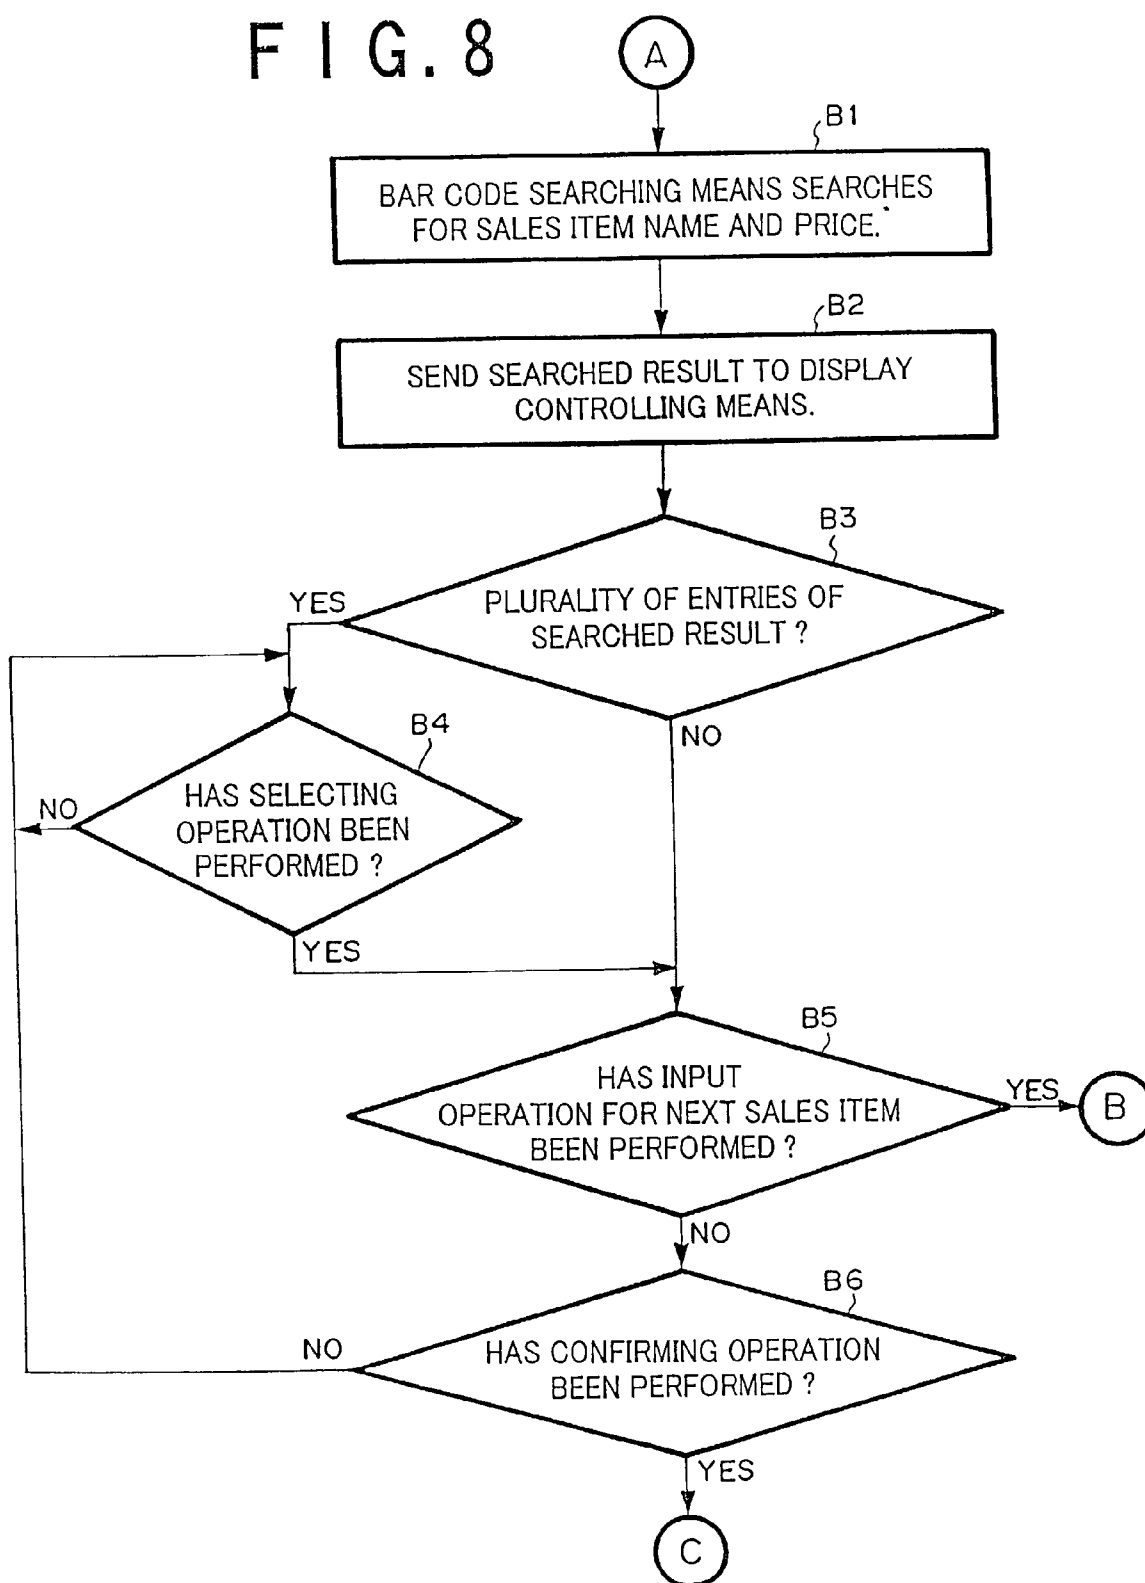 FIG. 8
A
B1
BAR CODE SEARCHING MEANS SEARCHES
FOR SALES ITEM NAME AND PRICE.
B2
SEND SEARCHED RESULT TO DISPLAY
CONTROLLING MEANS.
B3
PLURALITY OF ENTRIES OF
SEARCHED RESULT ?
YES
NO
B4
HAS SELECTING
OPERATION BEEN
PERFORMED ?
NO
YES
B5
HAS INPUT
OPERATION FOR NEXT SALES ITEM
BEEN PERFORMED ?
YES
B
NO
B6
HAS CONFIRMING OPERATION
BEEN PERFORMED ?
NO
YES
C